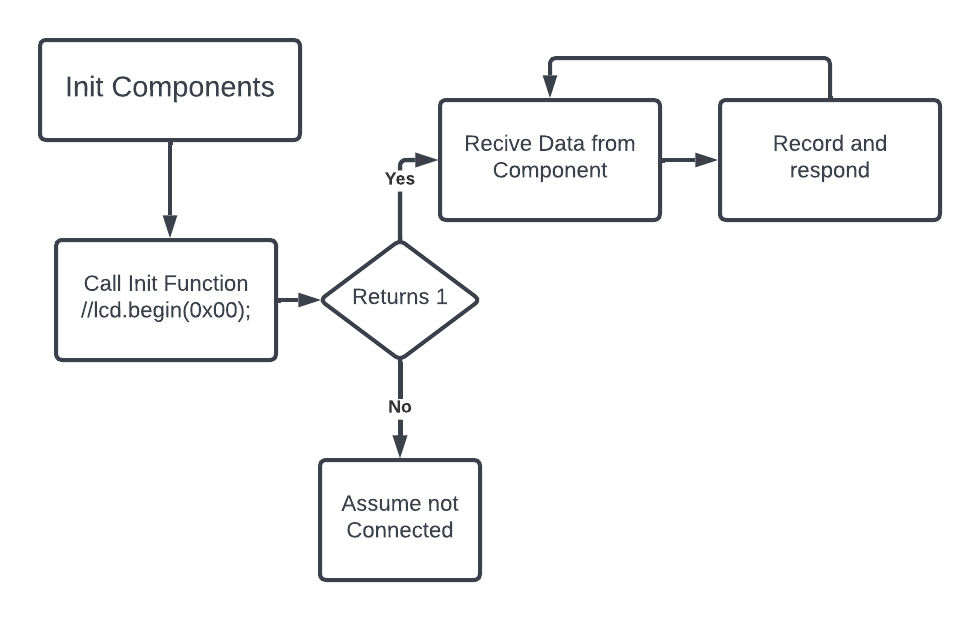 Init Components
Call Init Function
//lcd.begin(0x00);
Returns 1
Yes
Recive Data from
Component
Record and
respond
No
Assume not
Connected